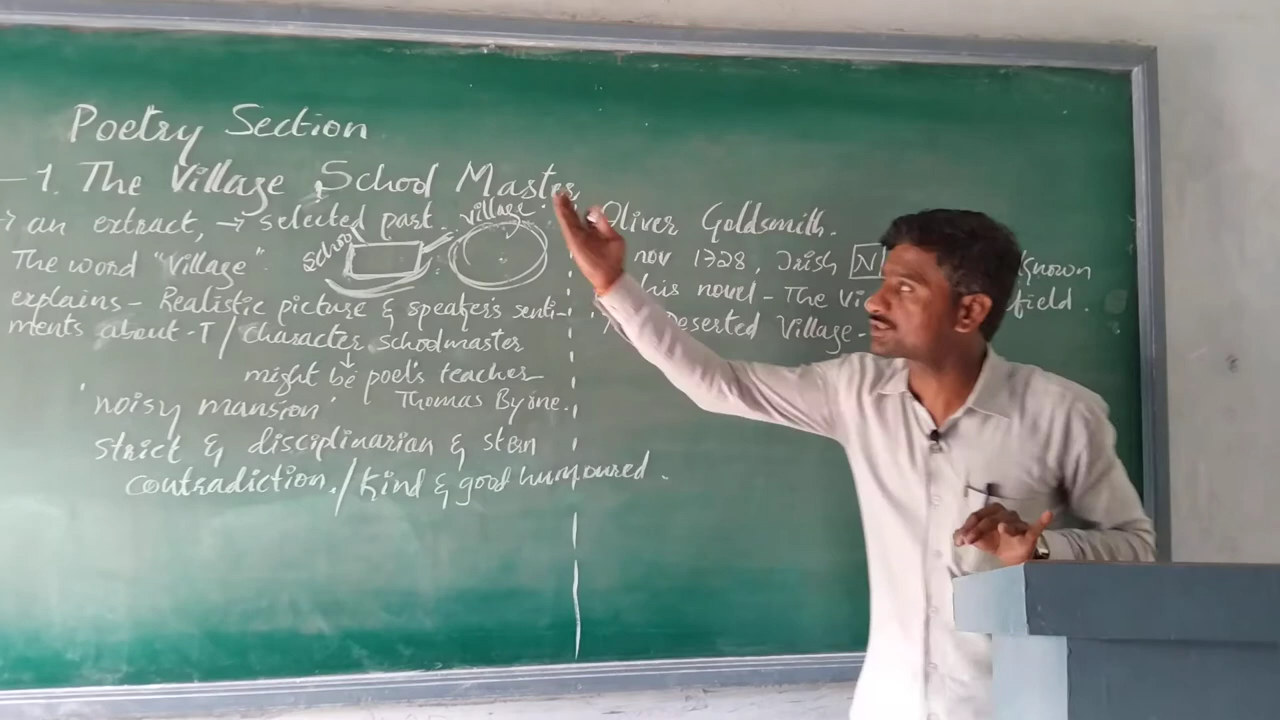 Poetry Section
1. The Village School Master
→ an extract, → selected part.
village
School
The word "Village"
explains - Realistic picture & speaker's senti-
ments about - T / Character schoolmaster
might be poet's teacher
'noisy mansion' Thomas Byrne.
strict & disciplinarian & stern
contradiction. / Kind & good humoured.
Oliver Goldsmith.
nov 1728, Irish N known
his novel - The field.
Deserted Village -